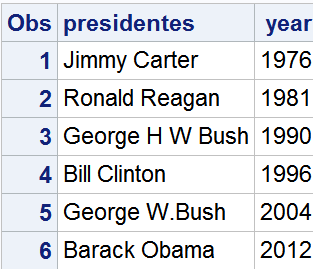 Obs presidentes year
1 Jimmy Carter 1976
2 Ronald Reagan 1981
3 George H W Bush 1990
4 Bill Clinton 1996
5 George W.Bush 2004
6 Barack Obama 2012